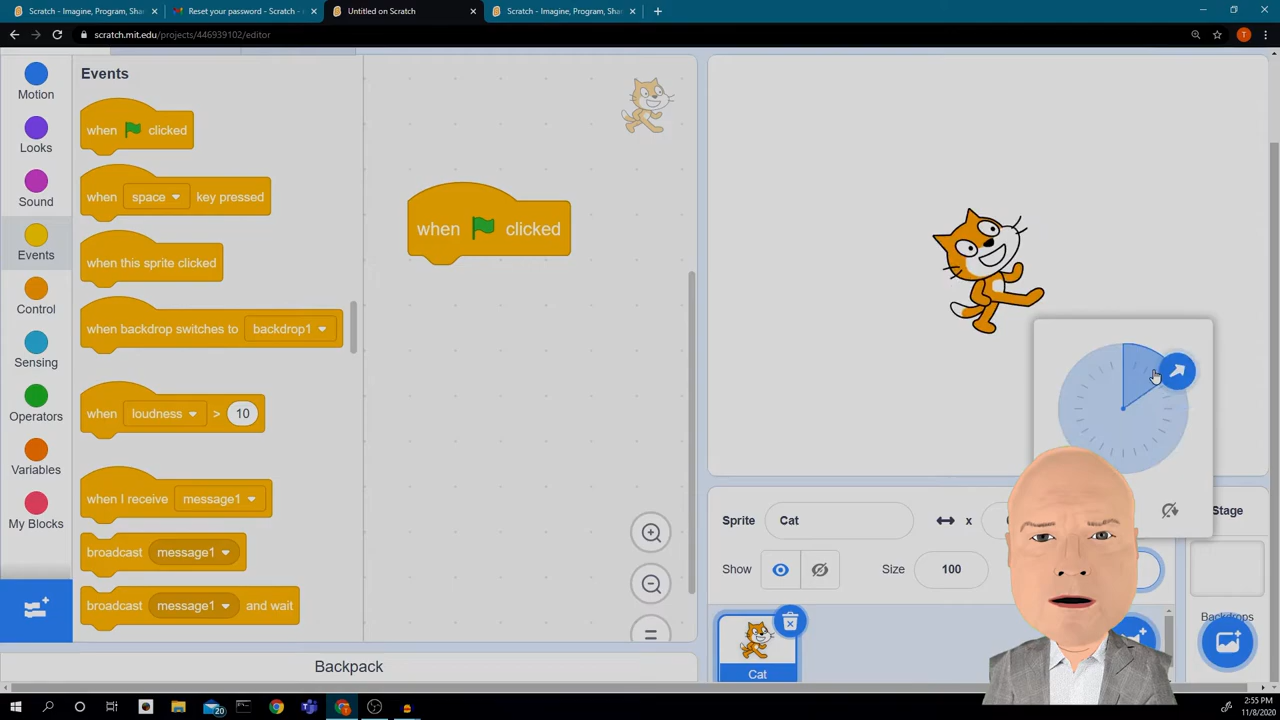 Scratch - Imagine, Program, Shar
Reset your password - Scratch -
Untitled on Scratch
Scratch - Imagine, Program, Shar
scratch.mit.edu/projects/446939102/editor
T
Motion
Looks
Sound
Events
Control
Sensing
Operators
Variables
My Blocks
Events
when clicked
when space key pressed
when this sprite clicked
when backdrop switches to backdrop1
when loudness > 10
when I receive message1
broadcast message1
broadcast message1 and wait
when clicked
Backpack
Sprite Cat x
Show Size 100
Cat
Stage
Backdrops
20
2:55 PM
11/8/2020